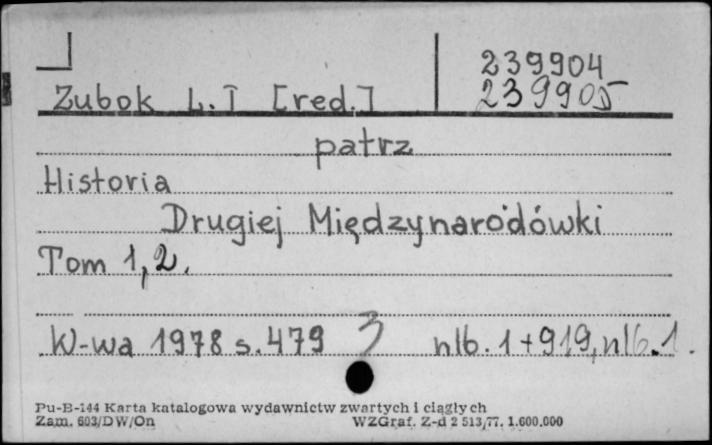 239904
Zubok L.I [red.] 239905
patrz
Historia
Drugiej Międzynarodówki
Tom 1,2.
W-wa 1978 s.479 3 nlb. 1+919, nlb.1.
Pu-B-144 Karta katalogowa wydawnictw zwartych i ciągłych
Zam. 603/DW/On WZGraf. Z-d 2 513/77. 1.600.000